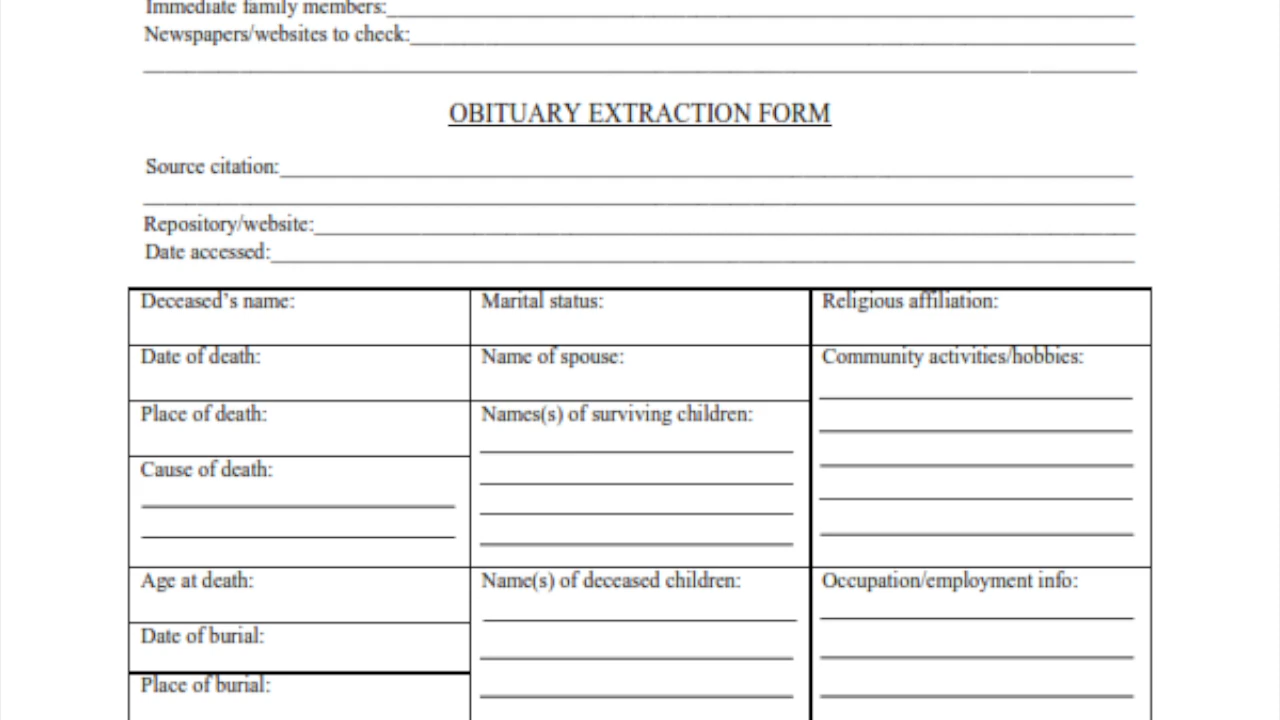 Immediate family members:
Newspapers/websites to check:
OBITUARY EXTRACTION FORM
Source citation:
Repository/website:
Date accessed:
Deceased's name:
Marital status:
Religious affiliation:
Date of death:
Name of spouse:
Community activities/hobbies:
Place of death:
Names(s) of surviving children:
Cause of death:
Age at death:
Name(s) of deceased children:
Occupation/employment info:
Date of burial:
Place of burial: